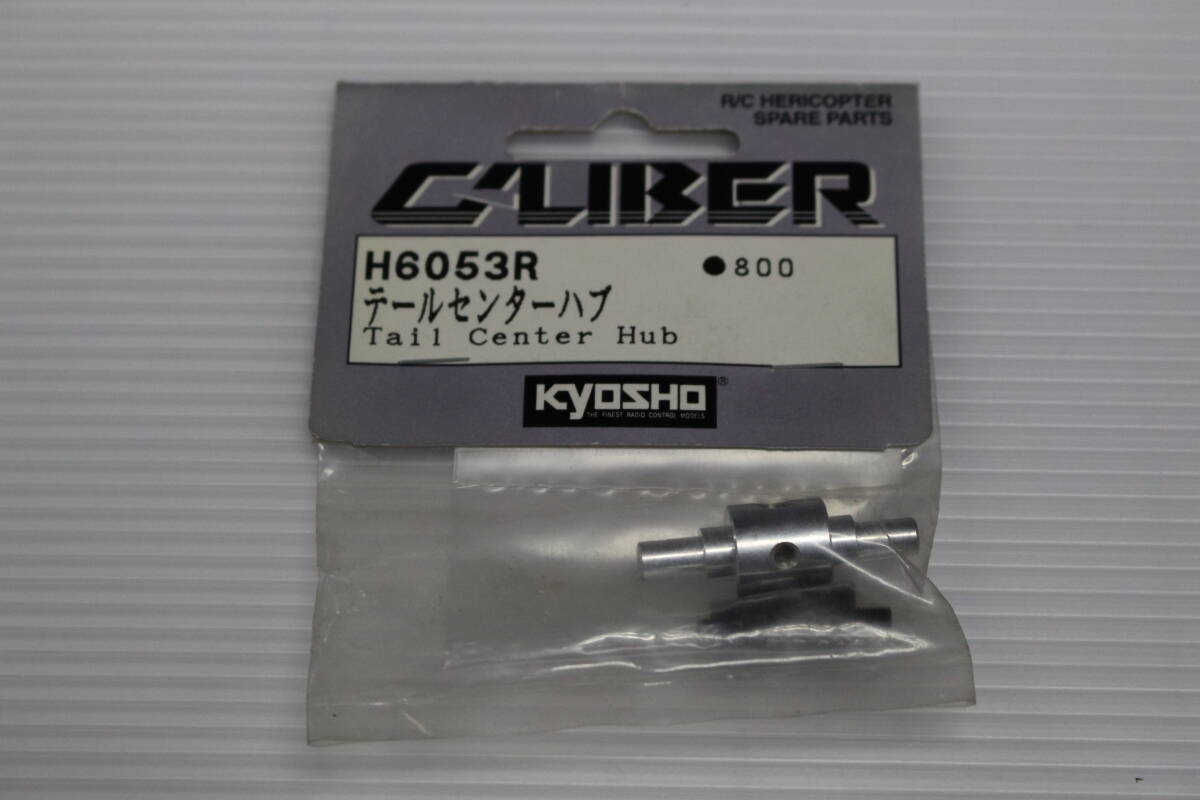 R/C HERICOPTER
SPARE PARTS
CALIBER
H6053R ●800
テールセンターハブ
Tail Center Hub
KYOSHO®
THE FINEST RADIO CONTROL MODELS